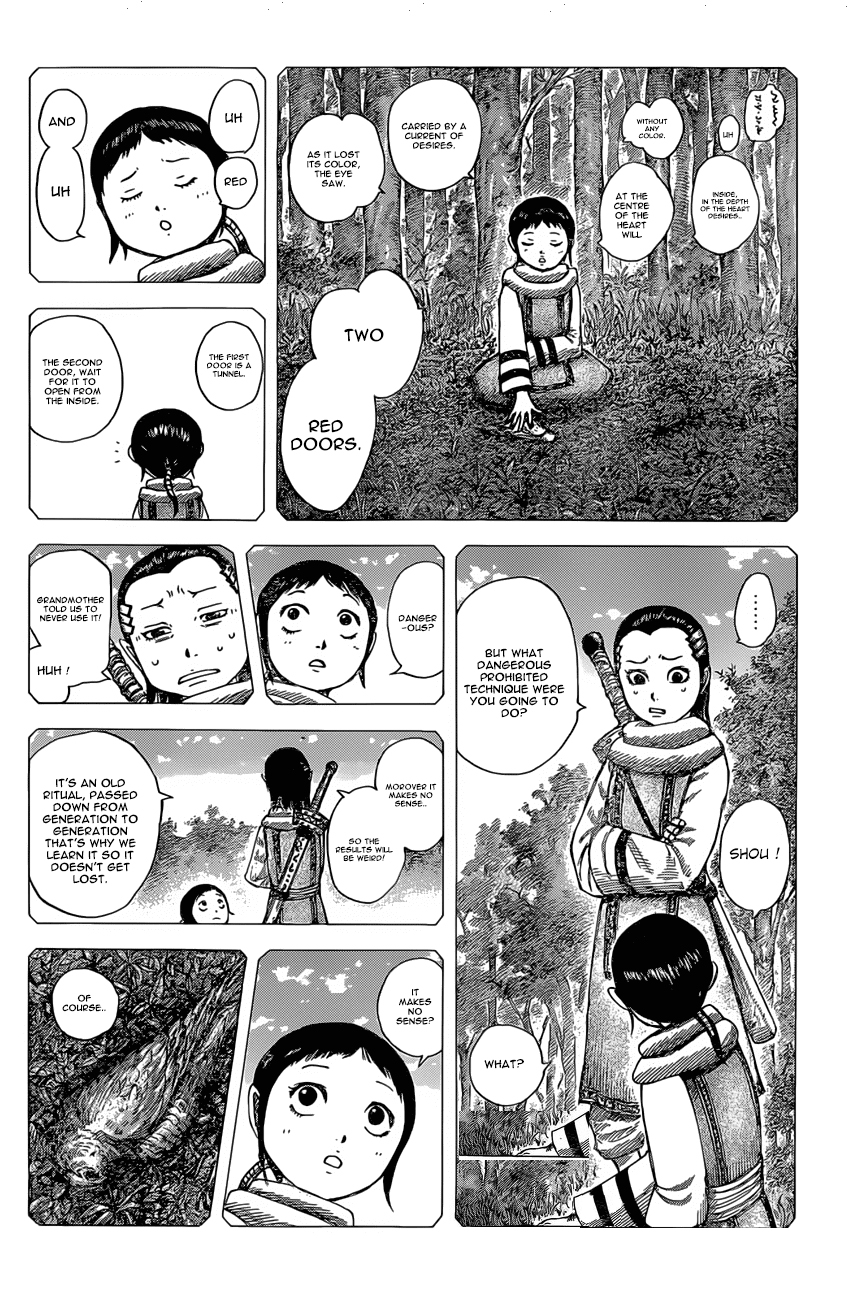 UH
INSIDE,
IN THE DEPTH
OF THE HEART
DESIRES..
WITHOUT
ANY
COLOR.
AT THE
CENTRE
OF THE
HEART
WILL
CARRIED BY A
CURRENT OF
DESIRES.
AS IT LOST
ITS COLOR,
THE EYE
SAW.
TWO
RED
DOORS.
UH
RED
AND
UH
THE FIRST
DOOR IS A
TUNNEL.
THE SECOND
DOOR, WAIT
FOR IT TO
OPEN FROM
THE INSIDE.
......
BUT WHAT
DANGEROUS
PROHIBITED
TECHNIQUE WERE
YOU GOING TO
DO?
SHOU !
WHAT?
DANGER
-OUS?
GRANDMOTHER
TOLD US TO
NEVER USE IT!
HUH !
MOROVER IT
MAKES NO
SENSE..
SO THE
RESULTS WILL
BE WEIRD!
IT'S AN OLD
RITUAL, PASSED
DOWN FROM
GENERATION TO
GENERATION
THAT'S WHY WE
LEARN IT SO IT
DOESN'T GET
LOST.
IT
MAKES
NO
SENSE?
OF
COURSE..